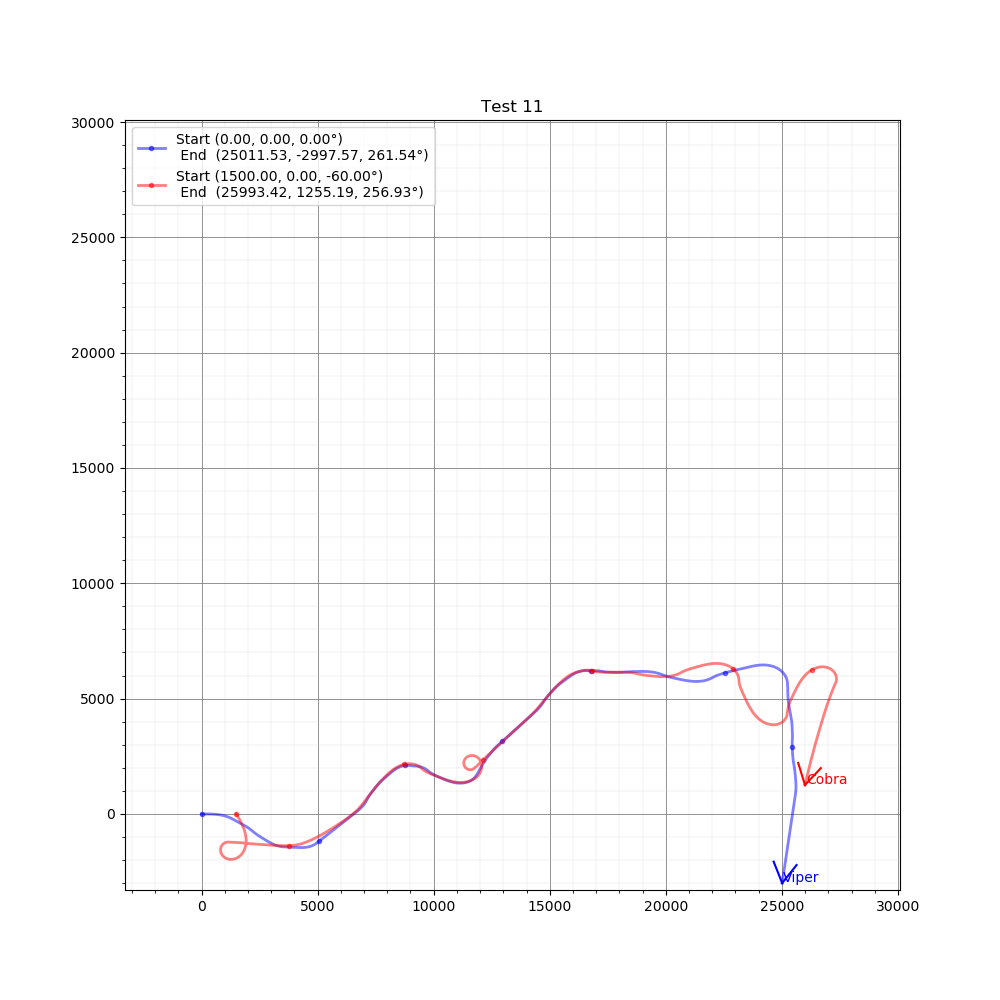 Test 11
30000
25000
20000
15000
10000
5000
0
Start (0.00, 0.00, 0.00°)
End (25011.53, -2997.57, 261.54°)
Start (1500.00, 0.00, -60.00°)
End (25993.42, 1255.19, 256.93°)
Cobra
Viper
0 5000 10000 15000 20000 25000 30000